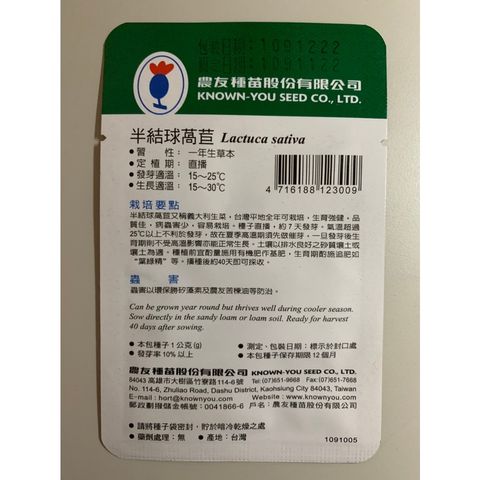 包裝日期:1091222
測定日期:1091112
農友種苗股份有限公司
KNOWN-YOU SEED CO., LTD.
半結球萵苣 Lactuca sativa
● 習 性： 一年生草本
● 定 植 期： 直播
● 發芽適溫： 15～25℃
● 生長適溫： 15～30℃
4 716188 123009
栽培要點
半結球萵苣又稱義大利生菜，台灣平地全年可栽培，生育強健，品
質佳，病蟲害少，容易栽培。種子直播，約7天發芽。氣溫超過
25℃以上不利於發芽，故在夏季高溫期須先做催芽，一旦發芽後生
育期則不受高溫影響亦能正常生長。土壤以排水良好之砂質壤土或
壤土為適。種植前宜酌量施用有機肥作基肥，生育期酌施追肥如
“葉綠精”等。播種後約40天即可採收。
蟲 害
蟲害以環保勝矽藻素及農友苦楝油等防治。
Can be grown year round but thrives well during cooler season.
Sow directly in the sandy loam or loam soil. Ready for harvest
40 days after sowing.
● 本包種子1公克(g) ● 測定、包裝日期：標示於封口處
● 發芽率10%以上 ● 本包種子保存期限12個月
農友種苗股份有限公司 KNOWN-YOU SEED CO., LTD.
84043 高雄市大樹區竹寮路114-6號 Tel: (07)651-9668 Fax: (07)651-7668
No. 114-6, Zhuliao Road, Dashu District, Kaohsiung City 84043, Taiwan
E-mail : hort@knownyou.com Website : www.knownyou.com
郵政劃撥儲金帳號：0041866-6 戶名：農友種苗股份有限公司
● 請將種子袋密封，貯於暗冷乾燥之處
● 藥劑處理：無 ● 產地：台灣
1091005